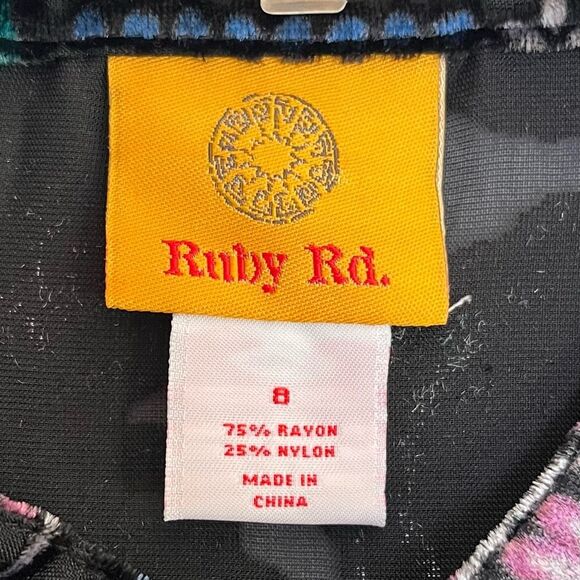 Ruby Rd.
8
75% RAYON
25% NYLON
MADE IN
CHINA